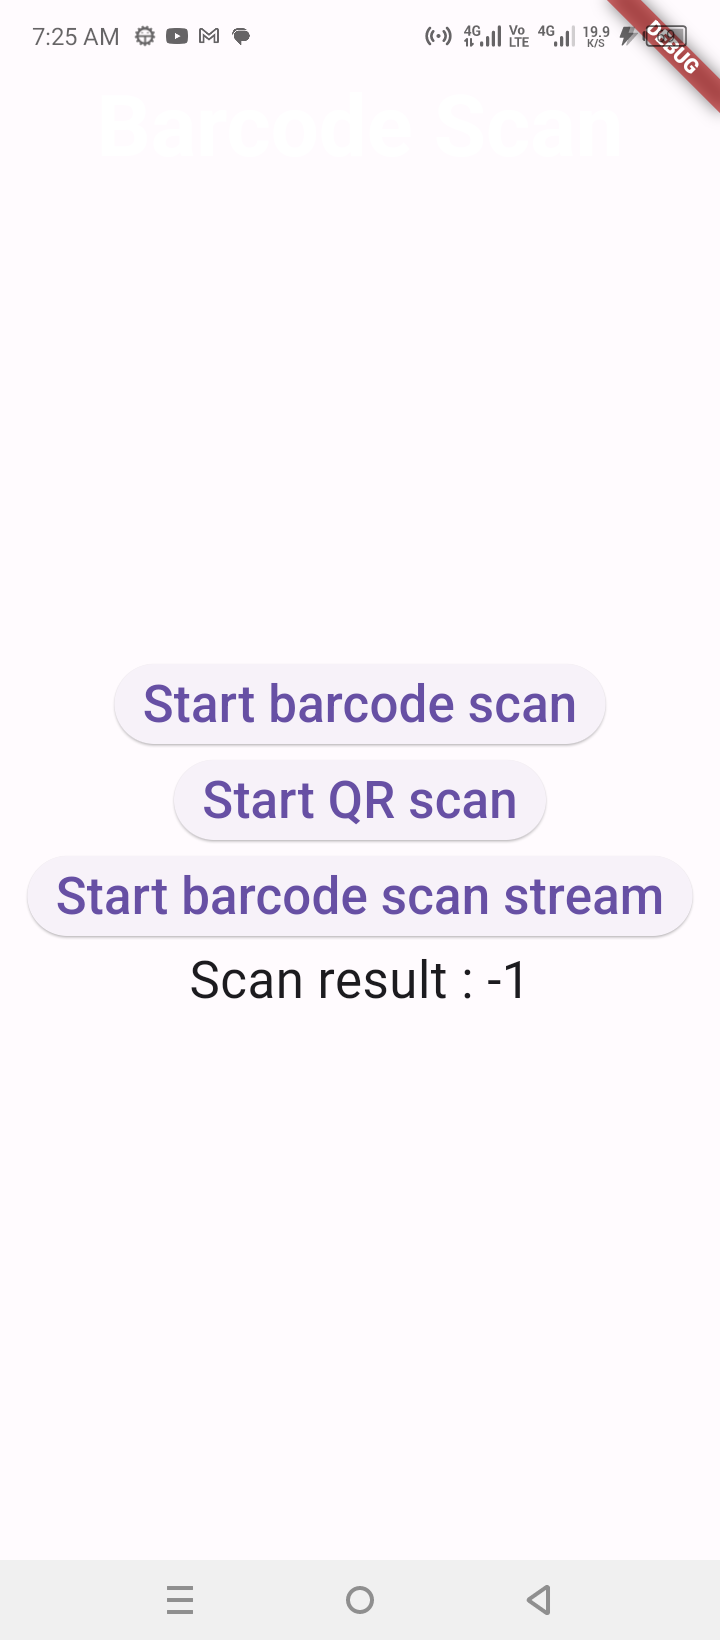 7:25 AM
4G
Vo
LTE
4G
19.9
K/S
DEBUG
Barcode Scan
Start barcode scan
Start QR scan
Start barcode scan stream
Scan result : -1